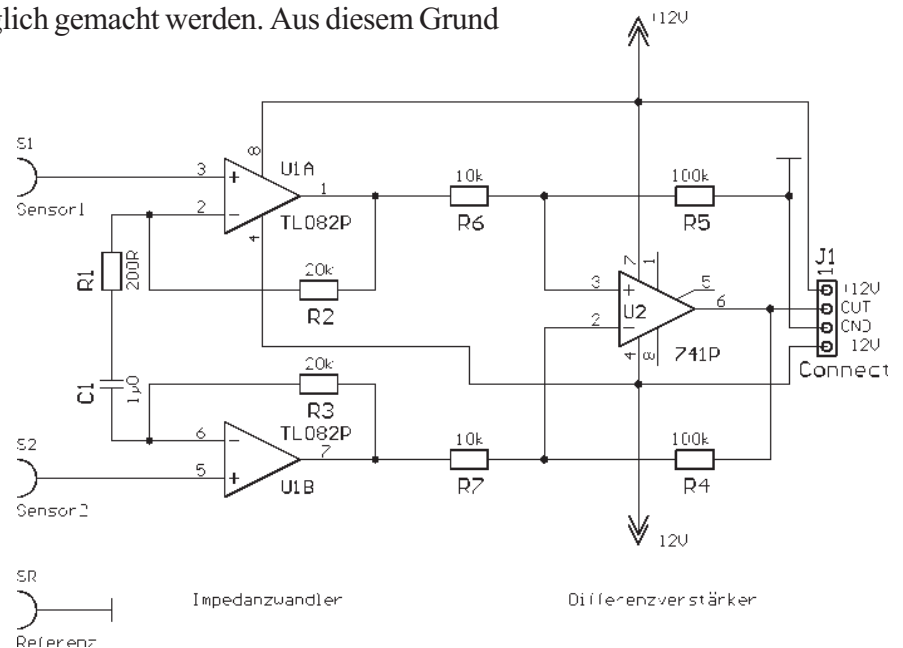 glich gemacht werden. Aus diesem Grund
+12V
S1
8
3
+
U1A
1
10k
100k
Sensor1
2
-
TL082P
R6
R5
4
R1
200R
20k
R2
7
1
J1
1
3
+
5
+12V
U2
6
OUT
2
-
GND
20k
4
8
741P
-12V
C1
1µ0
R3
Connect
S2
6
-
TL082P
7
10k
100k
5
+
U1B
R7
R4
Sensor2
-12V
SR
Impedanzwandler
Differenzverstärker
Referenz